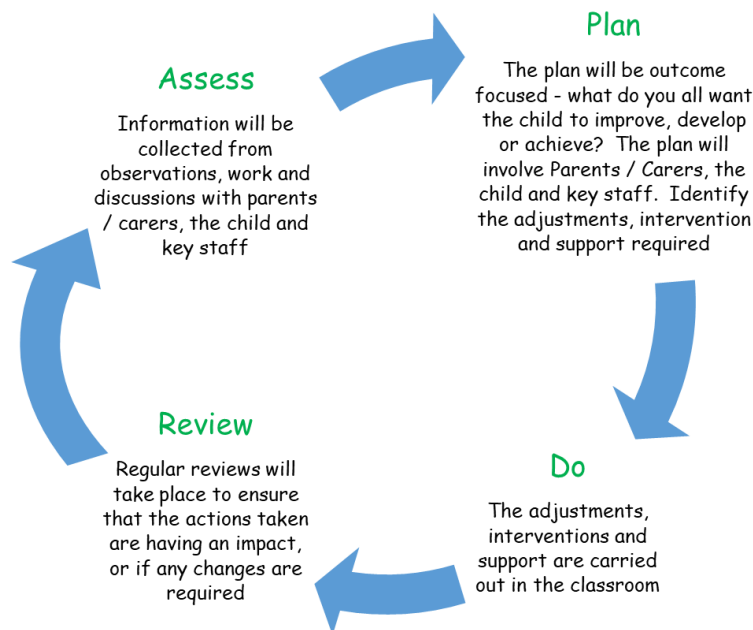 Assess
Information will be
collected from
observations, work and
discussions with parents
/ carers, the child and
key staff
Plan
The plan will be outcome
focused - what do you all want
the child to improve, develop
or achieve?  The plan will
involve Parents / Carers, the
child and key staff.  Identify
the adjustments, intervention
and support required
Do
The adjustments,
interventions and
support are carried
out in the classroom
Review
Regular reviews will
take place to ensure
that the actions taken
are having an impact,
or if any changes are
required